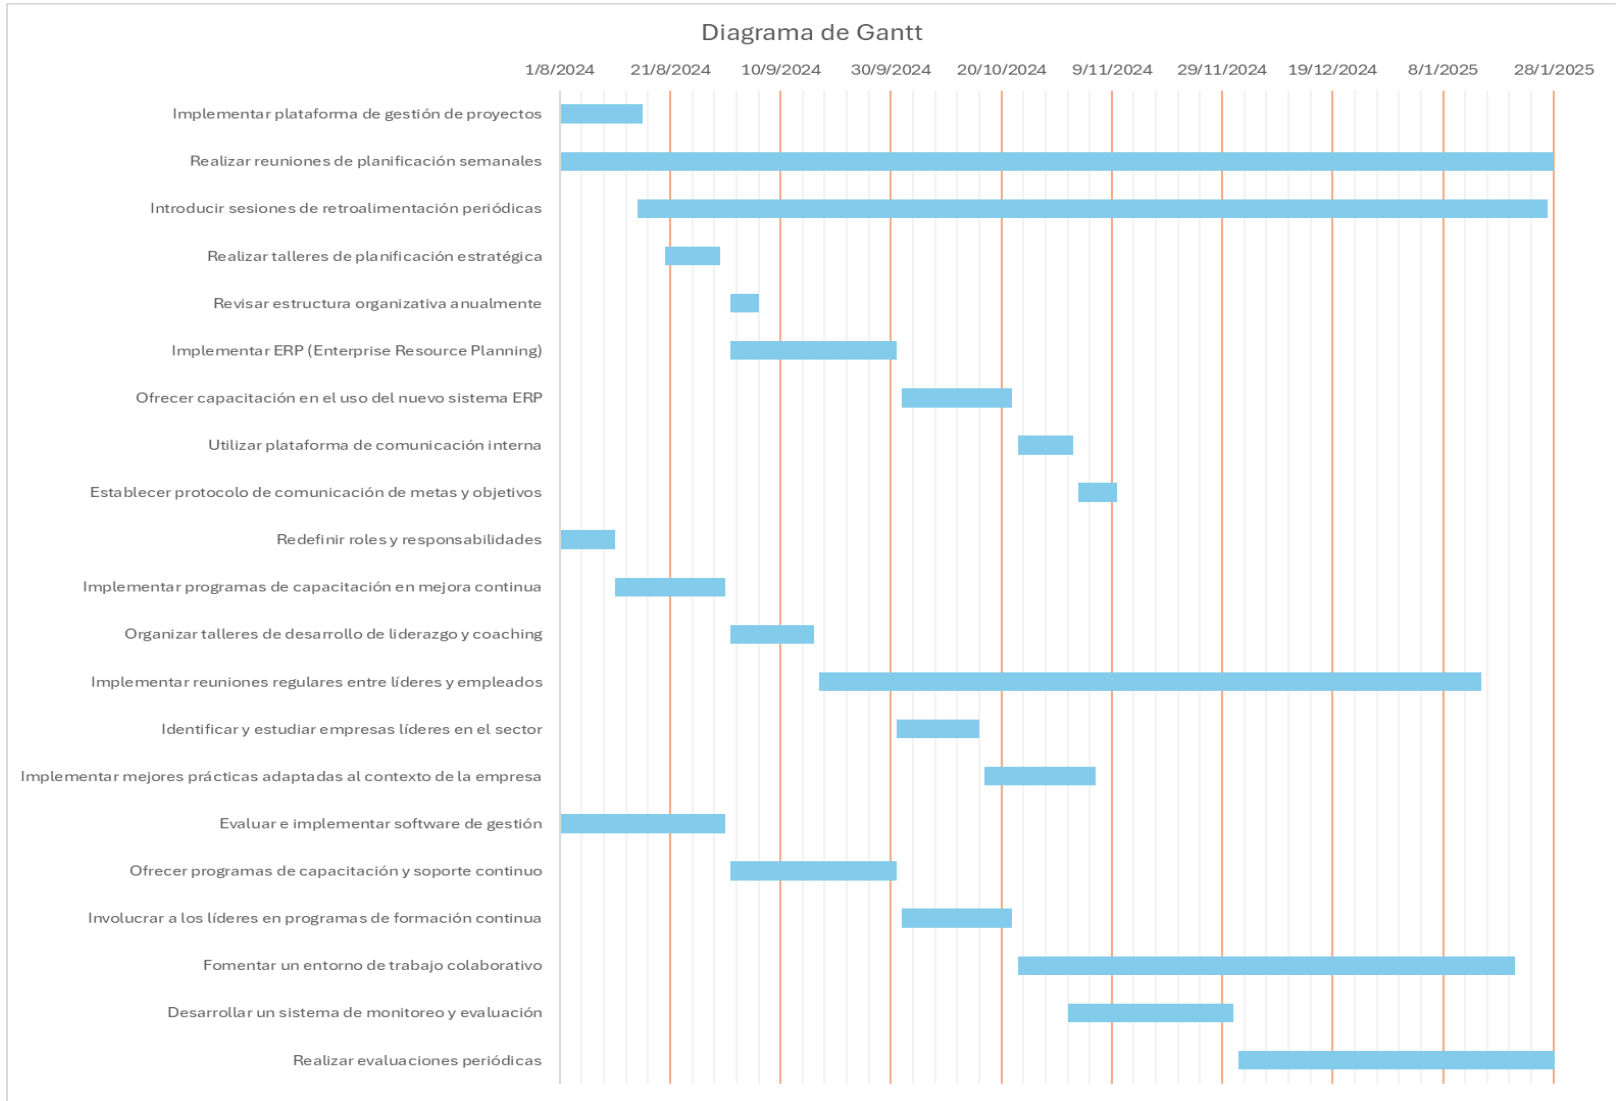 Diagrama de Gantt
1/8/2024 21/8/2024 10/9/2024 30/9/2024 20/10/2024 9/11/2024 29/11/2024 19/12/2024 8/1/2025 28/1/2025
Implementar plataforma de gestión de proyectos
Realizar reuniones de planificación semanales
Introducir sesiones de retroalimentación periódicas
Realizar talleres de planificación estratégica
Revisar estructura organizativa anualmente
Implementar ERP (Enterprise Resource Planning)
Ofrecer capacitación en el uso del nuevo sistema ERP
Utilizar plataforma de comunicación interna
Establecer protocolo de comunicación de metas y objetivos
Redefinir roles y responsabilidades
Implementar programas de capacitación en mejora continua
Organizar talleres de desarrollo de liderazgo y coaching
Implementar reuniones regulares entre líderes y empleados
Identificar y estudiar empresas líderes en el sector
Implementar mejores prácticas adaptadas al contexto de la empresa
Evaluar e implementar software de gestión
Ofrecer programas de capacitación y soporte continuo
Involucrar a los líderes en programas de formación continua
Fomentar un entorno de trabajo colaborativo
Desarrollar un sistema de monitoreo y evaluación
Realizar evaluaciones periódicas